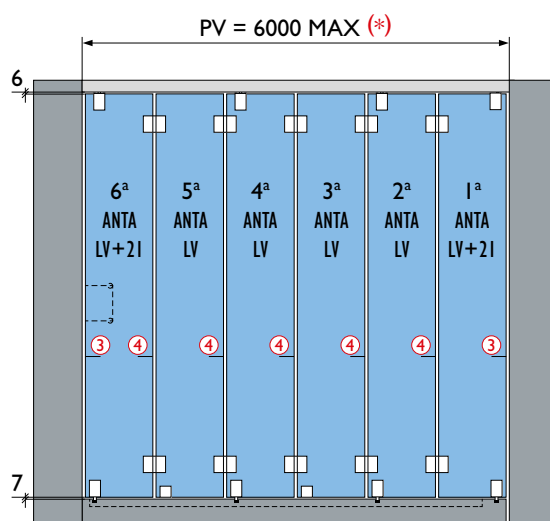 PV = 6000 MAX (*)
6
6ª ANTA LV+21
5ª ANTA LV
4ª ANTA LV
3ª ANTA LV
2ª ANTA LV
1ª ANTA LV+21
3 4 4 4 4 4 3
7